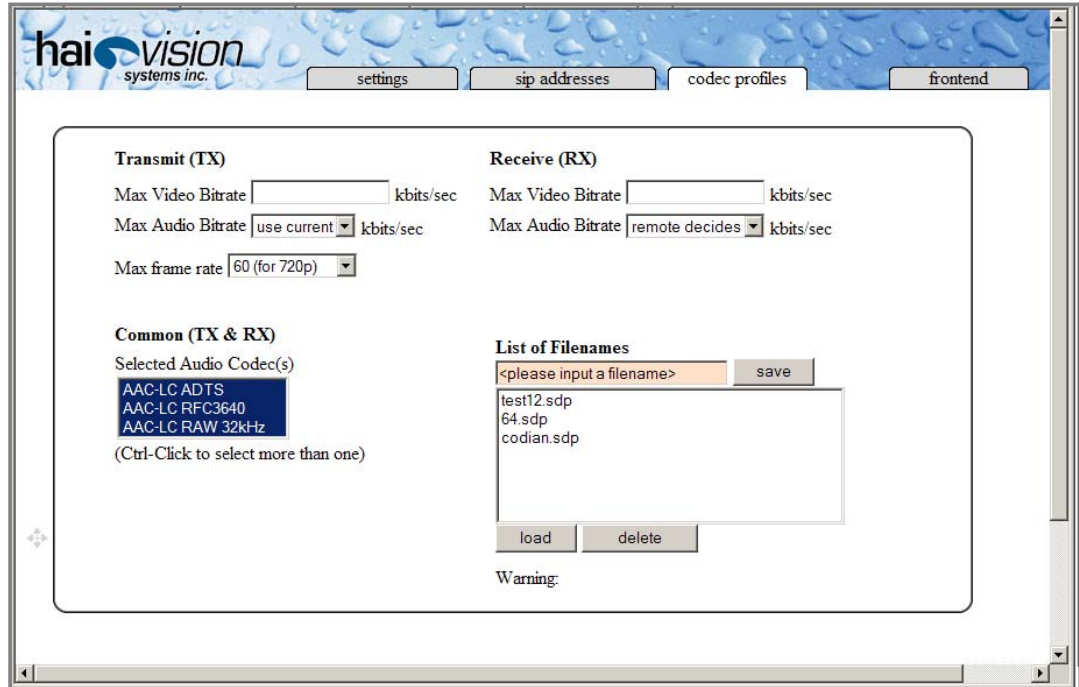 haivision
systems inc.
settings
sip addresses
codec profiles
frontend
Transmit (TX)
Max Video Bitrate kbits/sec
Max Audio Bitrate use current kbits/sec
Max frame rate 60 (for 720p)
Receive (RX)
Max Video Bitrate kbits/sec
Max Audio Bitrate remote decides kbits/sec
Common (TX & RX)
Selected Audio Codec(s)
AAC-LC ADTS
AAC-LC RFC3640
AAC-LC RAW 32kHz
(Ctrl-Click to select more than one)
List of Filenames
<please input a filename> save
test12.sdp
64.sdp
codian.sdp
load delete
Warning: